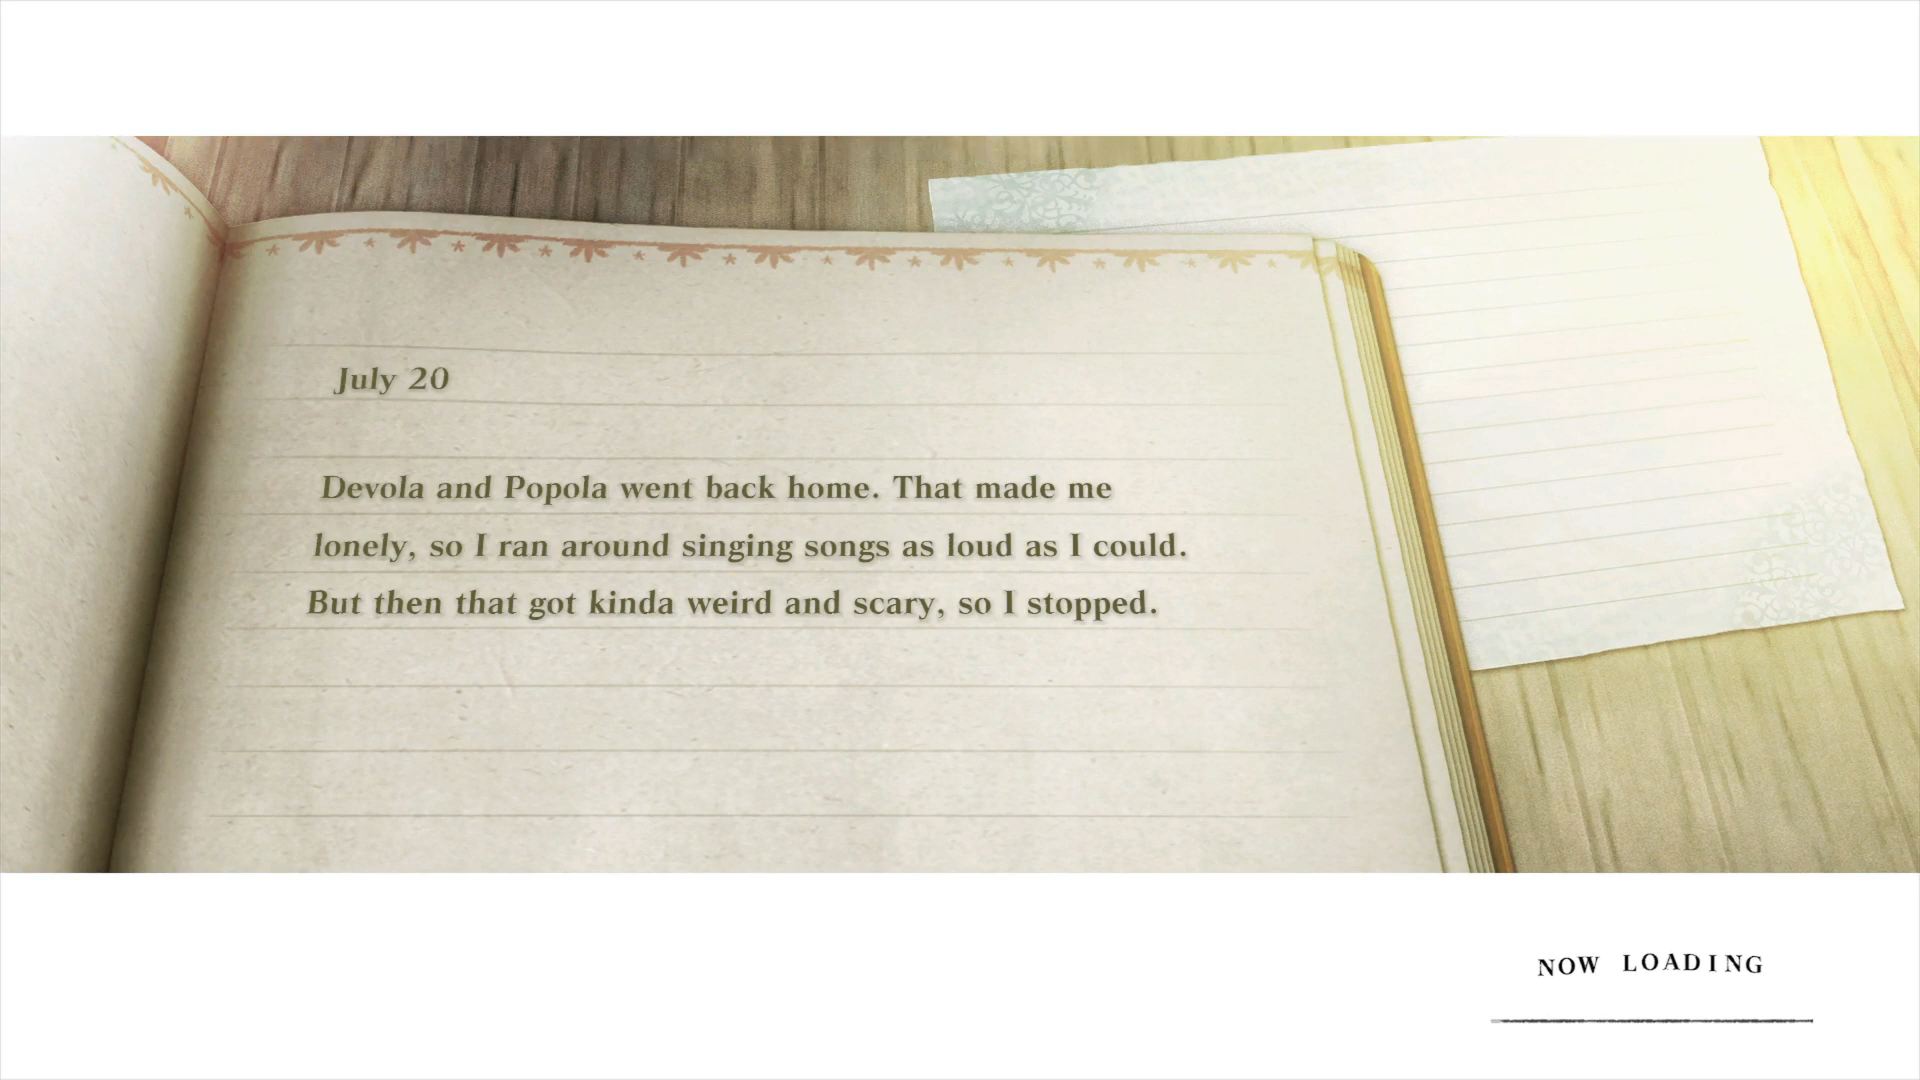 July 20
Devola and Popola went back home. That made me
lonely, so I ran around singing songs as loud as I could.
But then that got kinda weird and scary, so I stopped.
NOW LOADING